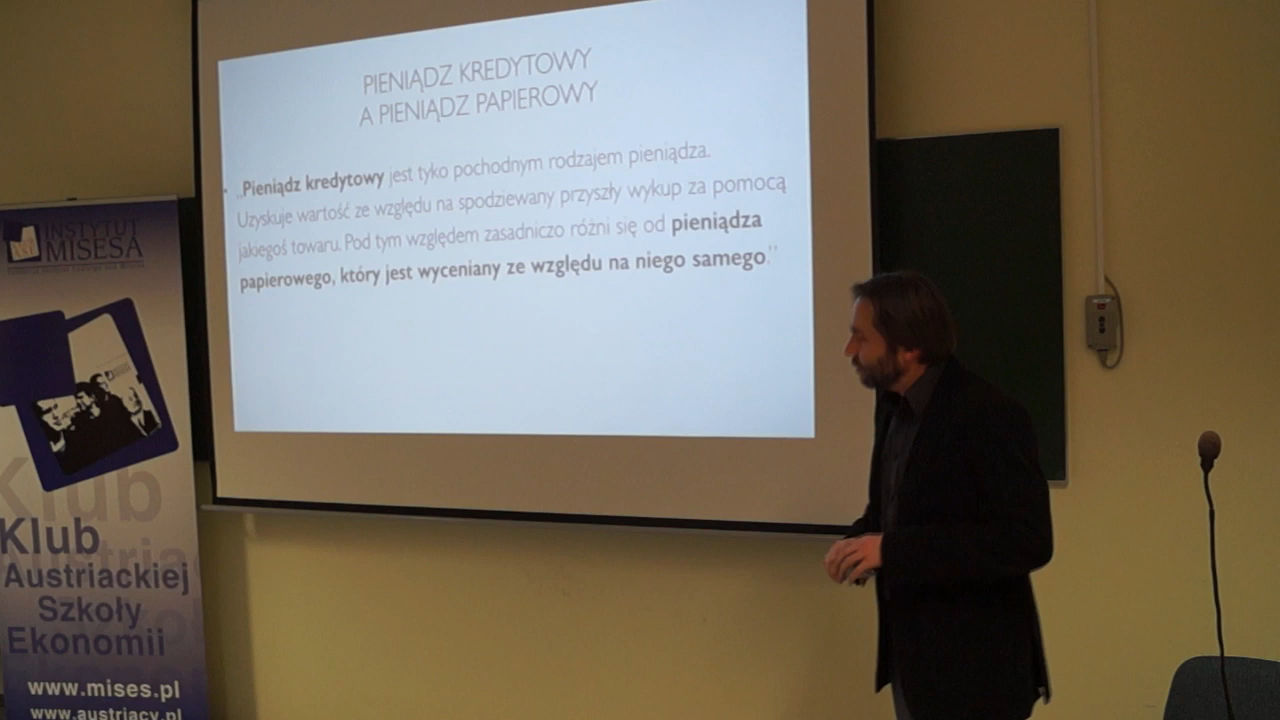 PIENIĄDZ KREDYTOWY
A PIENIĄDZ PAPIEROWY
„Pieniądz kredytowy jest tyko pochodnym rodzajem pieniądza.
Uzyskuje wartość ze względu na spodziewany przyszły wykup za pomocą
jakiegoś towaru. Pod tym względem zasadniczo różni się od pieniądza
papierowego, który jest wyceniany ze względu na niego samego.”
INSTYTUT
MISESA
Klub
Klub
Austriackiej
Szkoły
Ekonomii
www.mises.pl
www.austriacy.pl